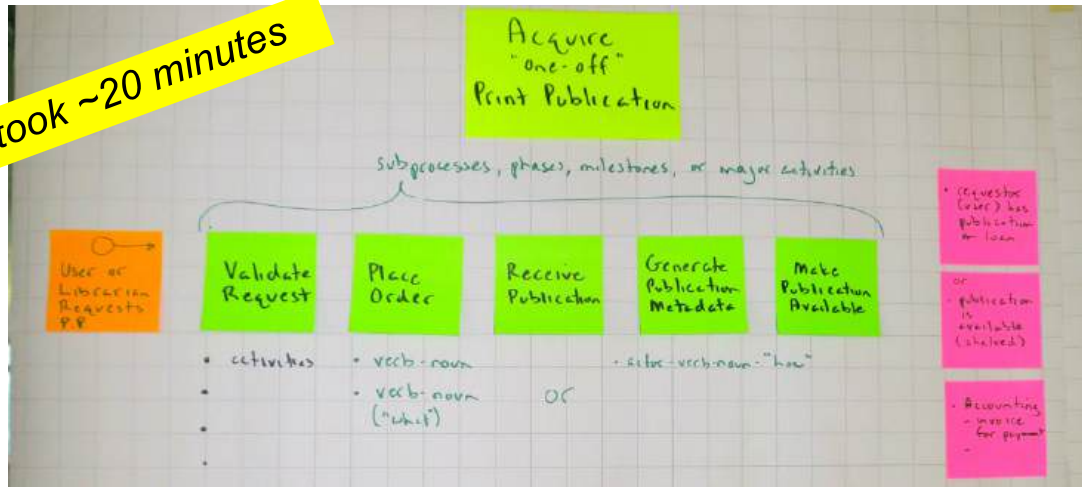 took ~20 minutes
Acquire
"one-off"
Print Publication
subprocesses, phases, milestones, or major activities
User or
Librarian
Requests
P.P.
Validate
Request
Place
Order
Receive
Publication
Generate
Publication
Metadata
Make
Publication
Available
• requestor
(user) has
publication
on loan
or
- publication
is
available
(shelved)
- Accounting
- invoice
for payment
-
• activities
•
•
•
• verb-noun
• verb-noun
("what")
or
• actor-verb-noun-"how"